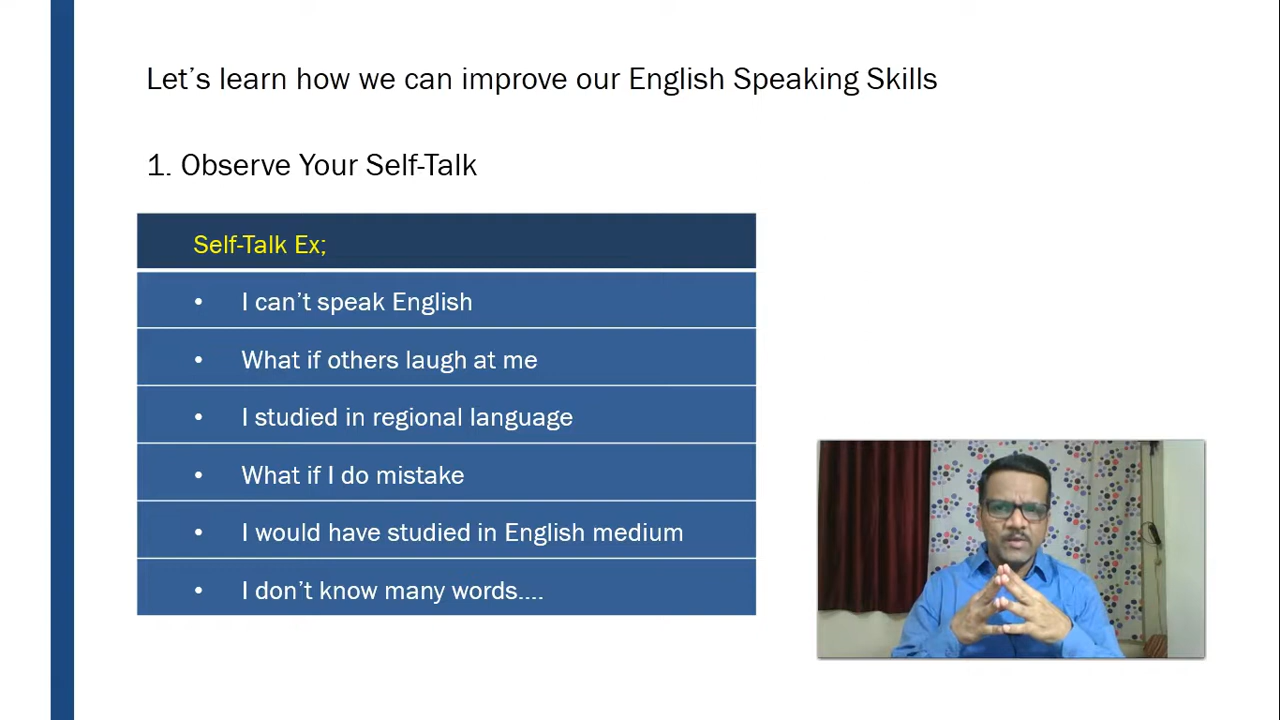 Let's learn how we can improve our English Speaking Skills
1. Observe Your Self-Talk
Self-Talk Ex;
• I can't speak English
• What if others laugh at me
• I studied in regional language
• What if I do mistake
• I would have studied in English medium
• I don't know many words....